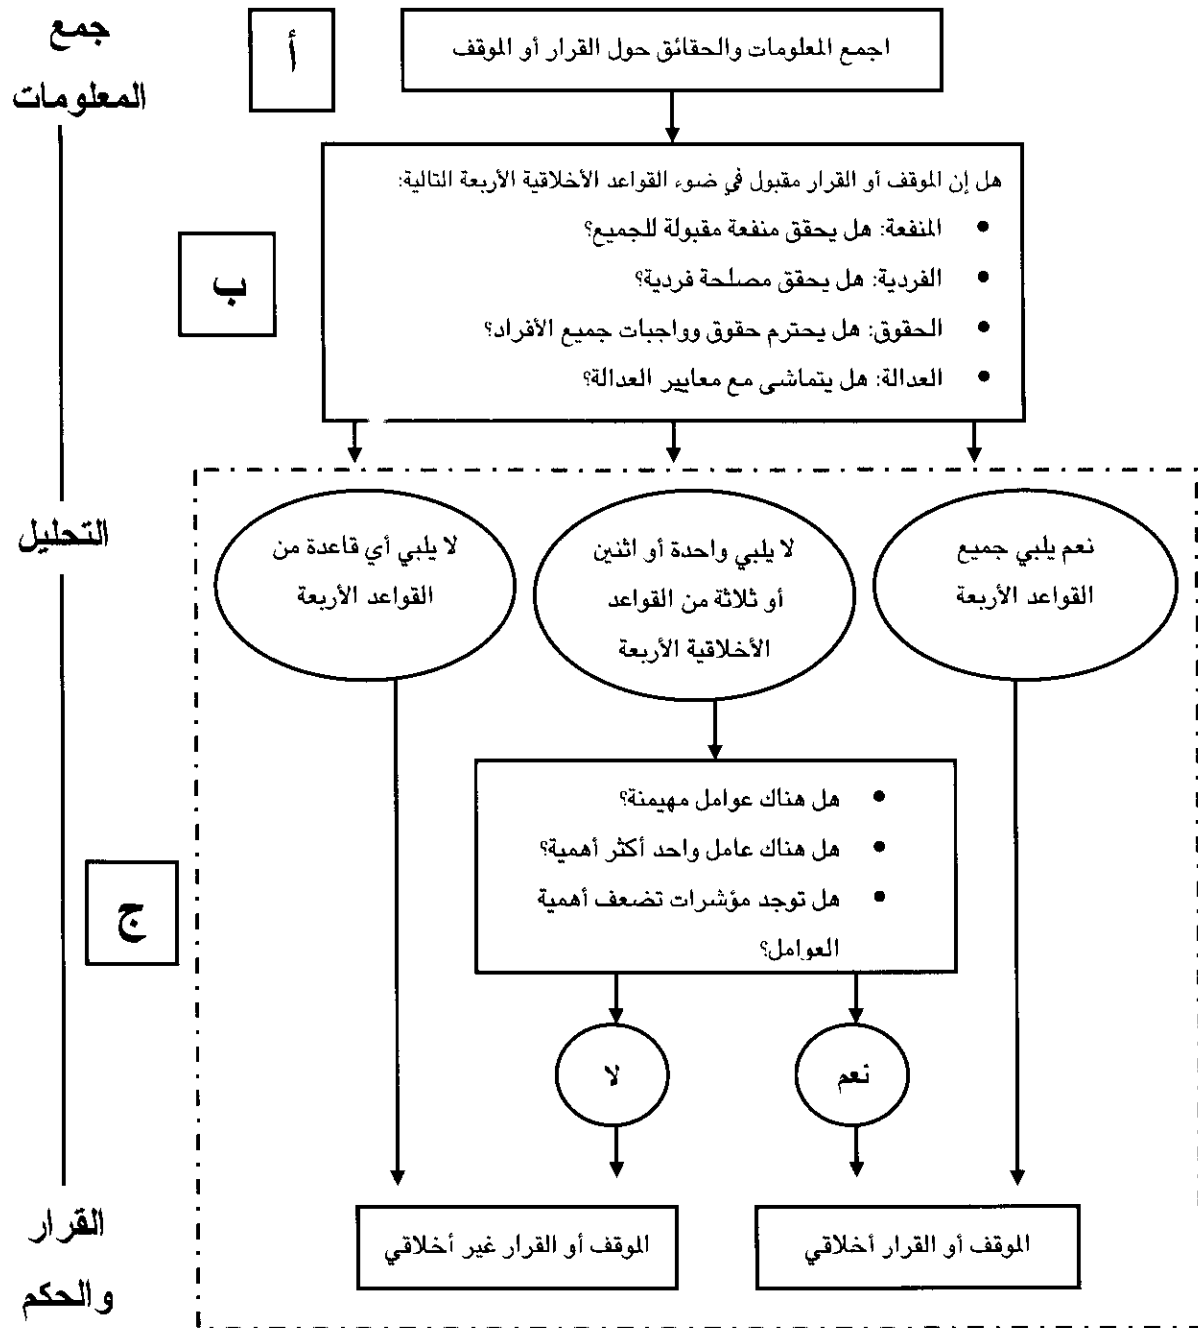 جمع
المعلومات
أ
اجمع المعلومات والحقائق حول القرار أو الموقف
هل إن الموقف أو القرار مقبول في ضوء القواعد الأخلاقية الأربعة التالية:
• المنفعة: هل يحقق منفعة مقبولة للجميع؟
• الفردية: هل يحقق مصلحة فردية؟
• الحقوق: هل يحترم حقوق وواجبات جميع الأفراد؟
• العدالة: هل يتماشى مع معايير العدالة؟
ب
التحليل
نعم يلبي جميع
القواعد الأربعة
لا يلبي واحدة أو اثنين
أو ثلاثة من القواعد
الأخلاقية الأربعة
لا يلبي أي قاعدة من
القواعد الأربعة
• هل هناك عوامل مهيمنة؟
• هل هناك عامل واحد أكثر أهمية؟
• هل توجد مؤشرات تضعف أهمية
العوامل؟
ج
نعم
لا
الموقف أو القرار أخلاقي
الموقف أو القرار غير أخلاقي
القرار
والحكم